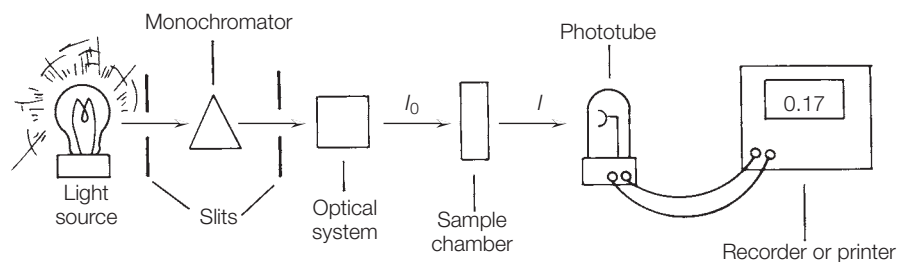 Monochromator
Phototube
I₀
I
0.17
Light
source
Slits
Optical
system
Sample
chamber
Recorder or printer